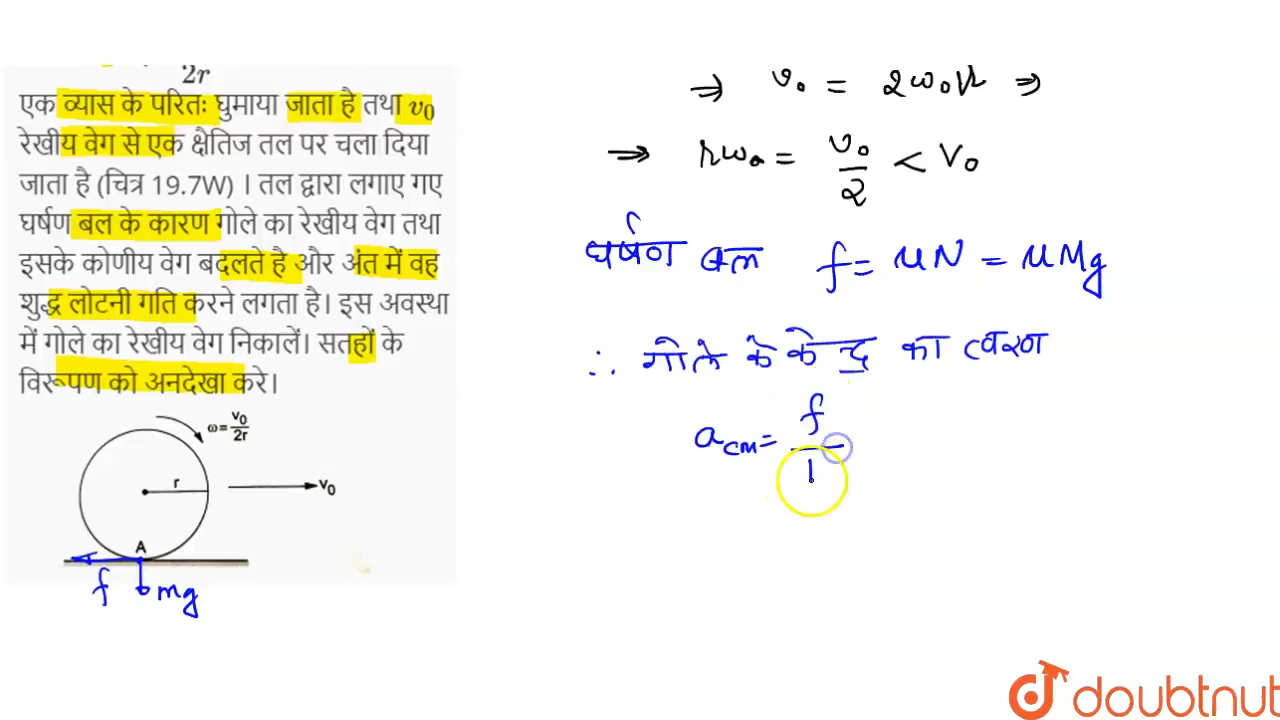 2r
एक व्यास के परितः घुमाया जाता है तथा v₀
रेखीय वेग से एक क्षैतिज तल पर चला दिया
जाता है (चित्र 19.7W) । तल द्वारा लगाए गए
घर्षण बल के कारण गोले का रेखीय वेग तथा
इसके कोणीय वेग बदलते है और अंत में वह
शुद्ध लोटनी गति करने लगता है। इस अवस्था
में गोले का रेखीय वेग निकालें। सतहों के
विरूपण को अनदेखा करे।
ω=v₀/2r
r
v₀
A
f
mg
⇒ v₀ = 2ω₀r ⇒
⇒ rω₀ = v₀/2 < v₀
घर्षण बल f = μN = μMg
∴ गोले के केन्द्र का त्वरण
a_cm = f/
doubtnut